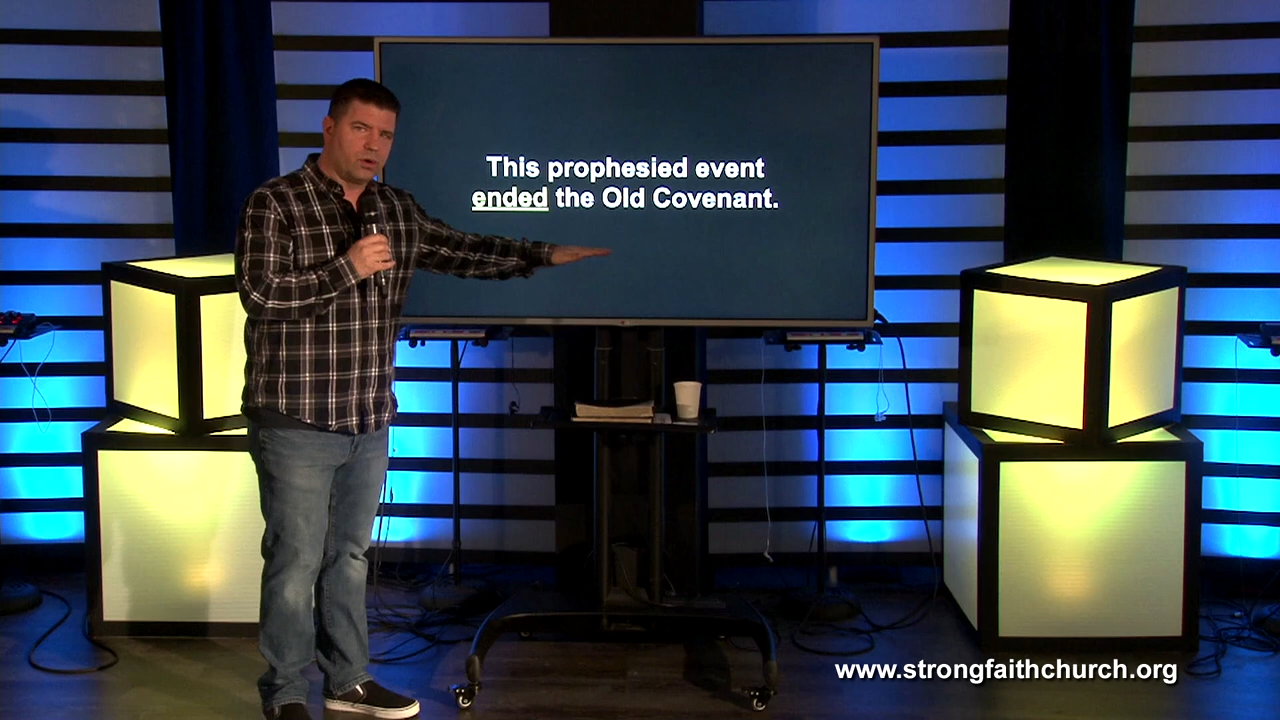 This prophesied event
ended the Old Covenant.
www.strongfaithchurch.org